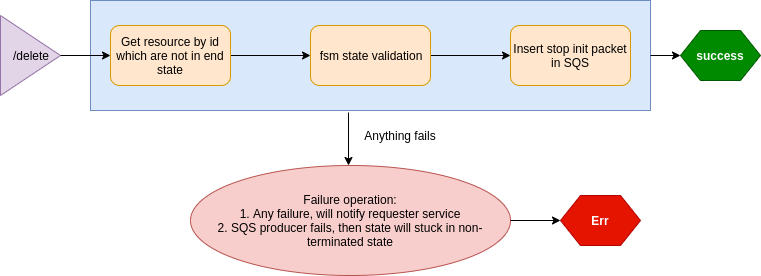 /delete
Get resource by id
which are not in end
state
fsm state validation
Insert stop init packet
in SQS
success
Anything fails
Failure operation:
1. Any failure, will notify requester service
2. SQS producer fails, then state will stuck in non-
terminated state
Err